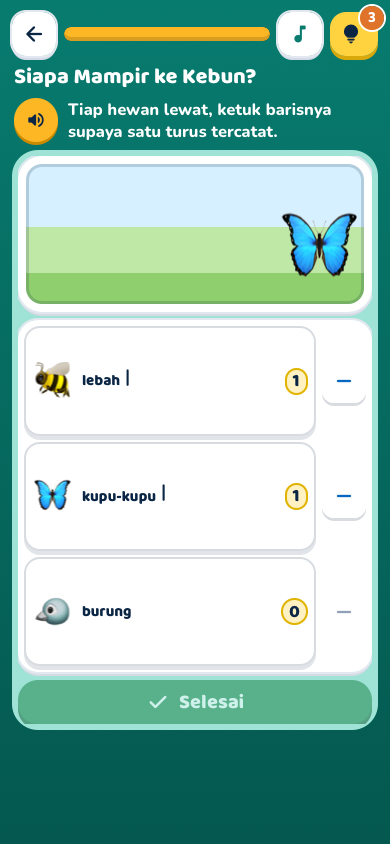 3
Siapa Mampir ke Kebun?
Tiap hewan lewat, ketuk barisnya
supaya satu turus tercatat.
lebah | 1
kupu-kupu | 1
burung 0
Selesai